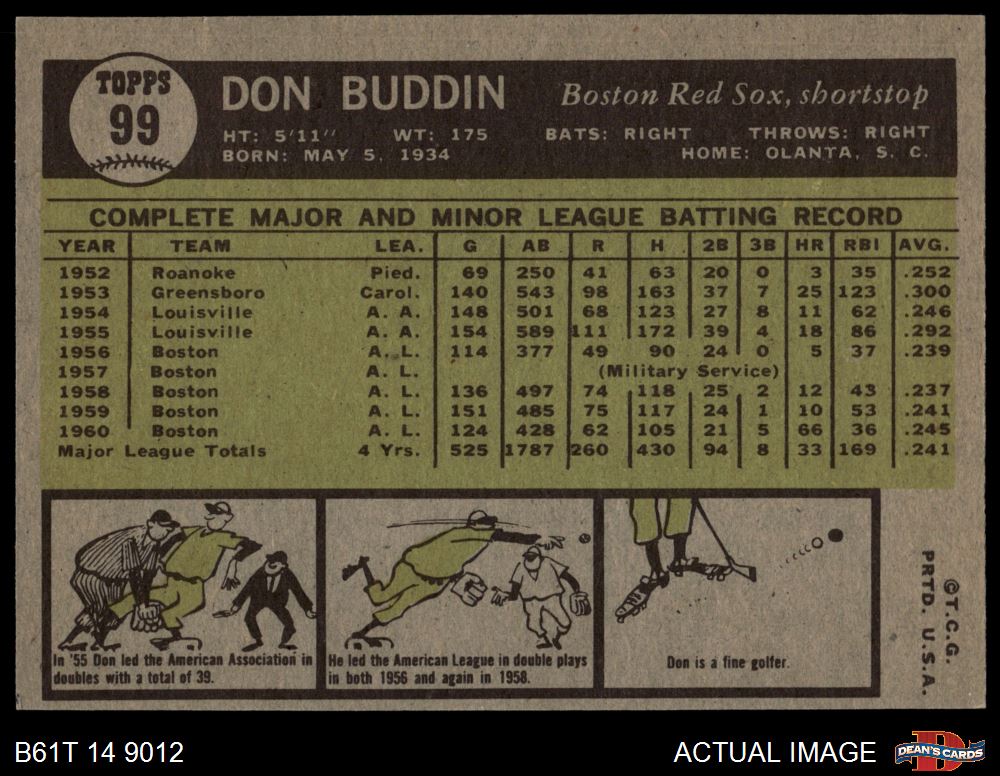 TOPPS
99
DON BUDDIN
Boston Red Sox, shortstop
HT: 5'11" WT: 175 BATS: RIGHT THROWS: RIGHT
BORN: MAY 5, 1934 HOME: OLANTA, S. C.
COMPLETE MAJOR AND MINOR LEAGUE BATTING RECORD
YEAR TEAM LEA. G AB R H 2B 3B HR RBI AVG.
1952 Roanoke Pied. 69 250 41 63 20 0 3 35 .252
1953 Greensboro Carol. 140 543 98 163 37 7 25 123 .300
1954 Louisville A. A. 148 501 68 123 27 8 11 62 .246
1955 Louisville A. A. 154 589 111 172 39 4 18 86 .292
1956 Boston A. L. 114 377 49 90 24 0 5 37 .239
1957 Boston A. L. (Military Service)
1958 Boston A. L. 136 497 74 118 25 2 12 43 .237
1959 Boston A. L. 151 485 75 117 24 1 10 53 .241
1960 Boston A. L. 124 428 62 105 21 5 66 36 .245
Major League Totals 4 Yrs. 525 1787 260 430 94 8 33 169 .241
In '55 Don led the American Association in
doubles with a total of 39.
He led the American League in double plays
in both 1956 and again in 1958.
Don is a fine golfer.
©T.C.G.
PRTD. U.S.A.
B61T 14 9012
ACTUAL IMAGE
DEAN'S CARDS